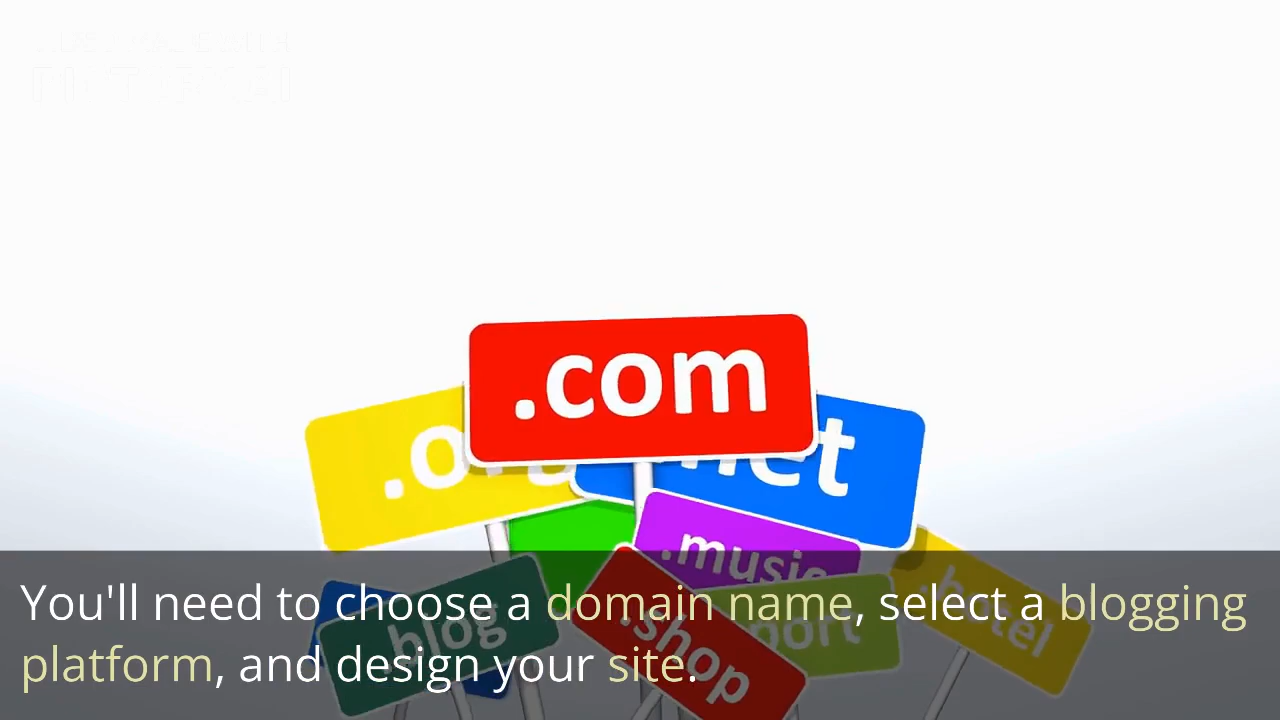 .com
.net
.music
.blog
.shop
.hotel
You'll need to choose a domain name, select a blogging
platform, and design your site.